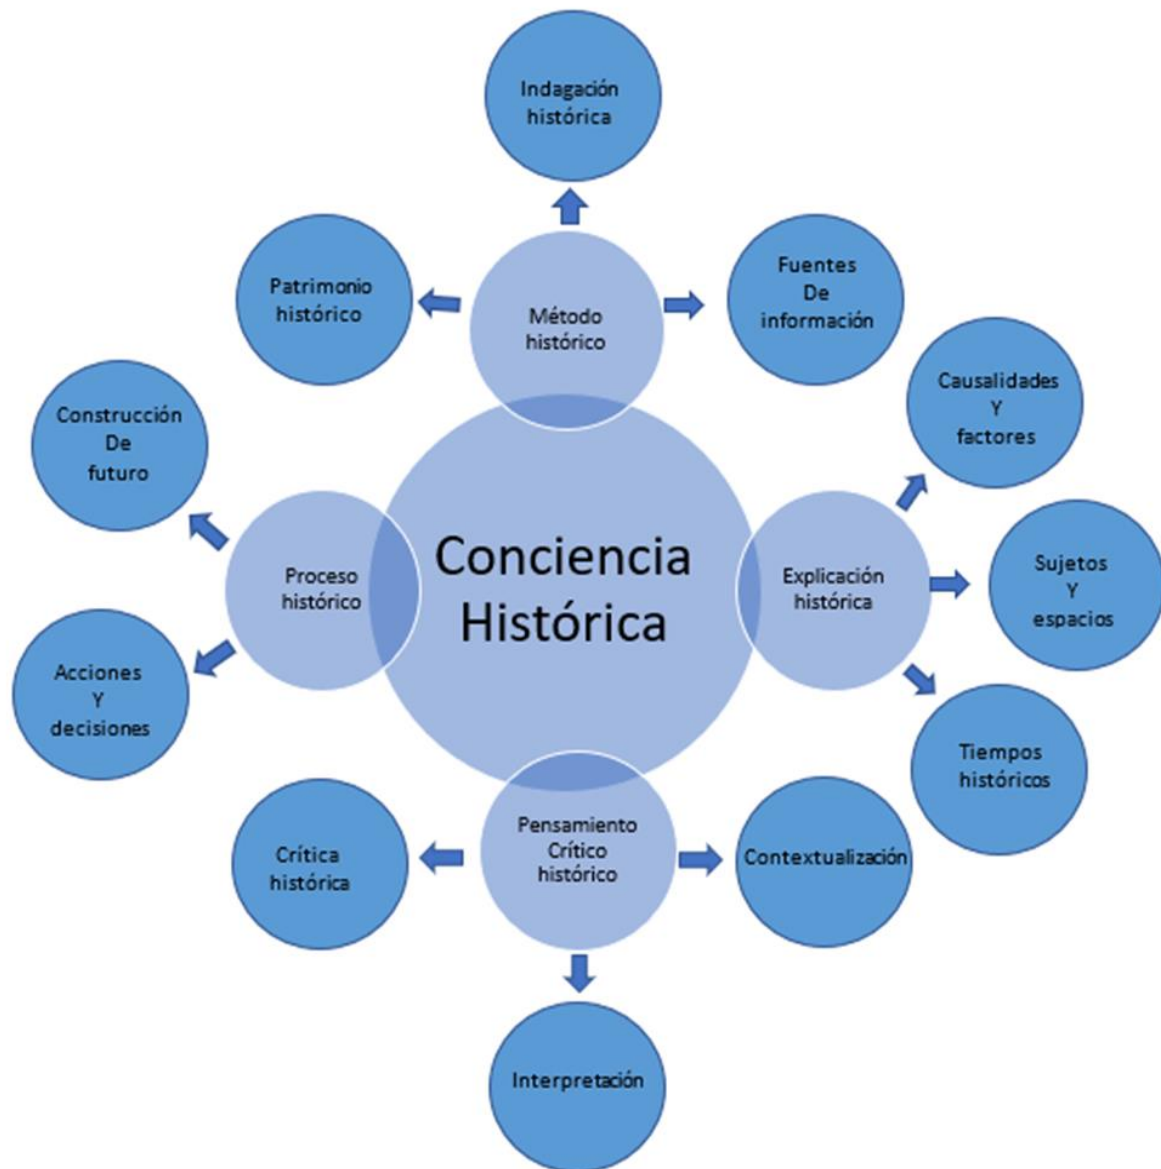 Indagación
histórica
Patrimonio
histórico
Fuentes
De
información
Método
histórico
Causalidades
Y
factores
Construcción
De
futuro
Conciencia
Histórica
Proceso
histórico
Explicación
histórica
Sujetos
Y
espacios
Acciones
Y
decisiones
Tiempos
históricos
Pensamiento
Crítico
histórico
Crítica
histórica
Contextualización
Interpretación